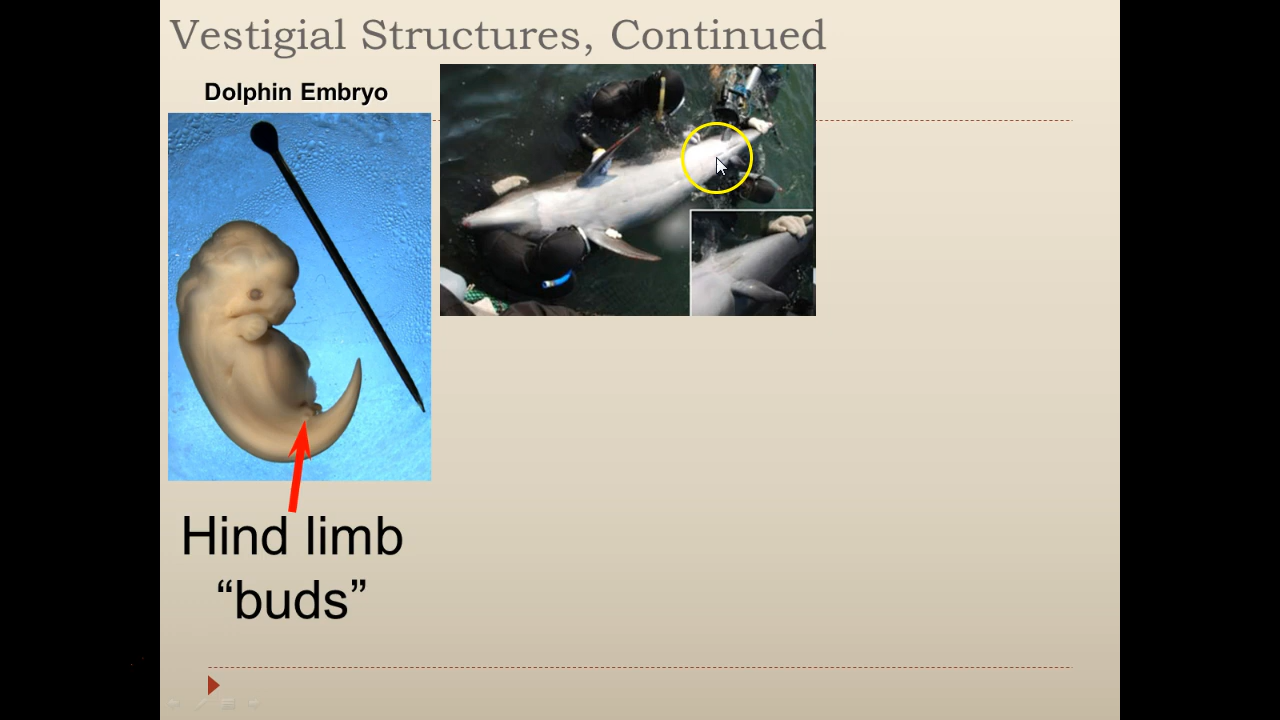 Vestigial Structures, Continued
Dolphin Embryo
Hind limb
“buds”